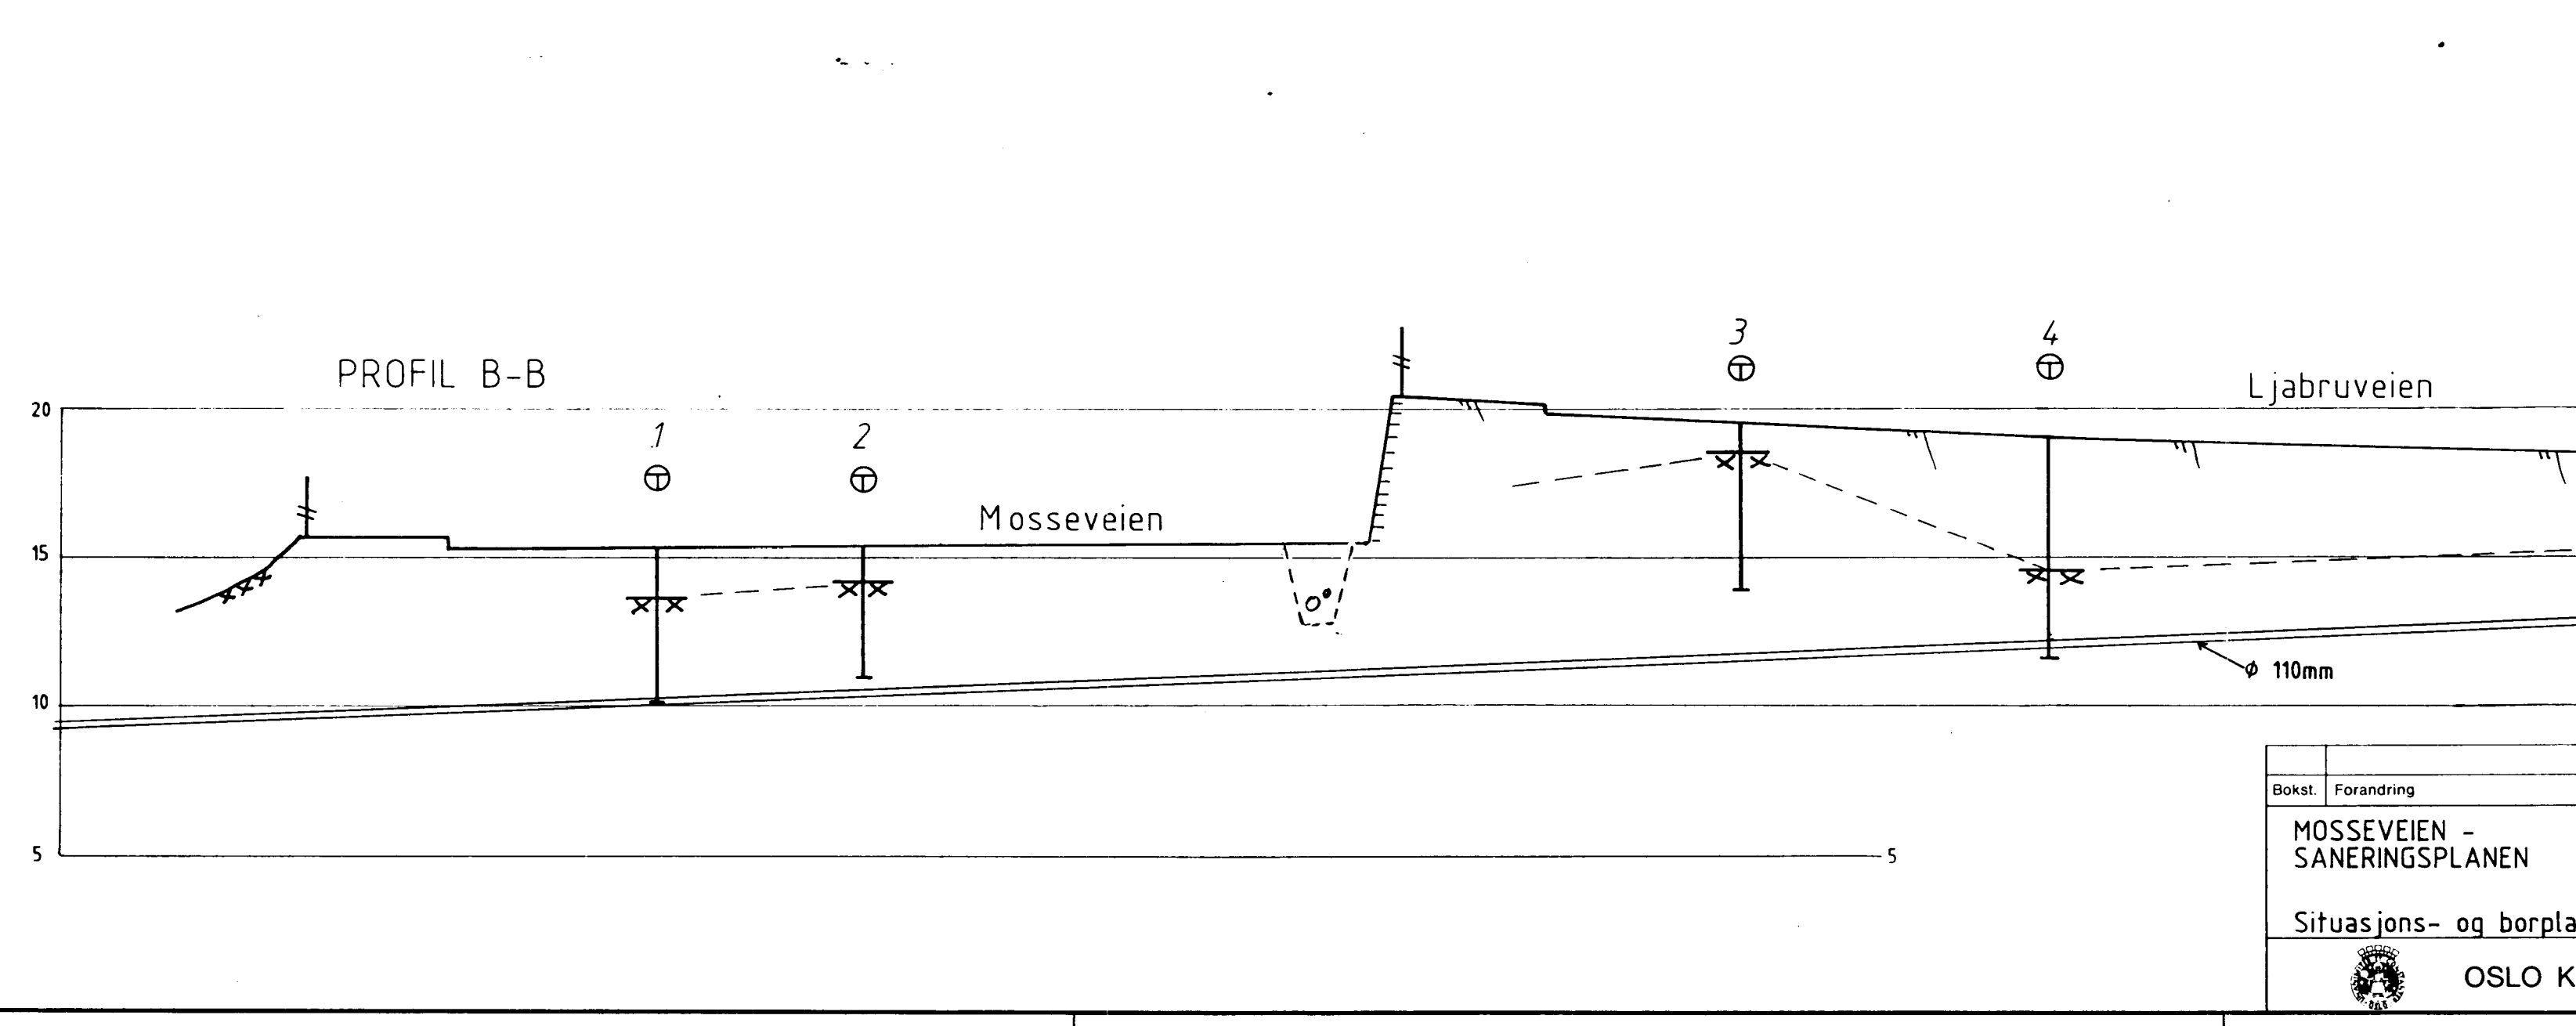 PROFIL B-B
20
15
10
5
5
1
2
3
4
Mosseveien
Ljabruveien
Ø 110mm
Bokst. Forandring
MOSSEVEIEN -
SANERINGSPLANEN
Situasjons- og borpla
OSLO K